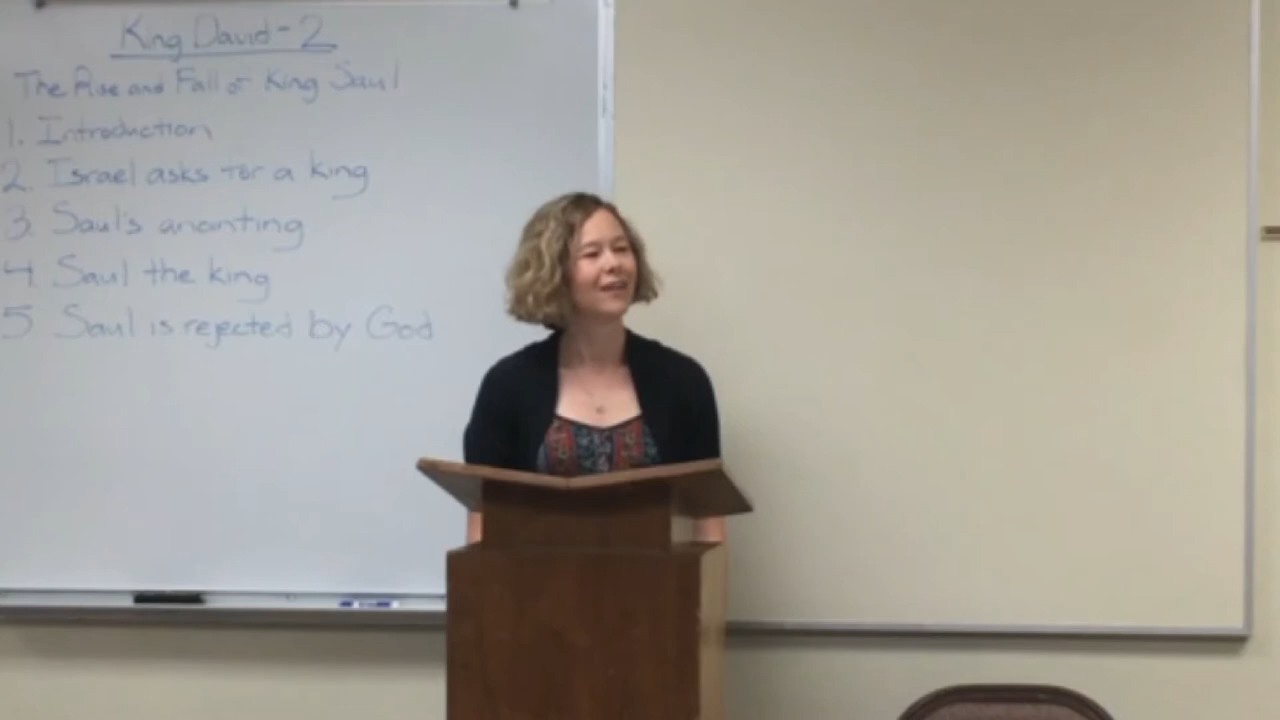 King David-2
The Rise and Fall of King Saul
1. Introduction
2. Israel asks for a king
3. Saul's anointing
4. Saul the king
5 Saul is rejected by God